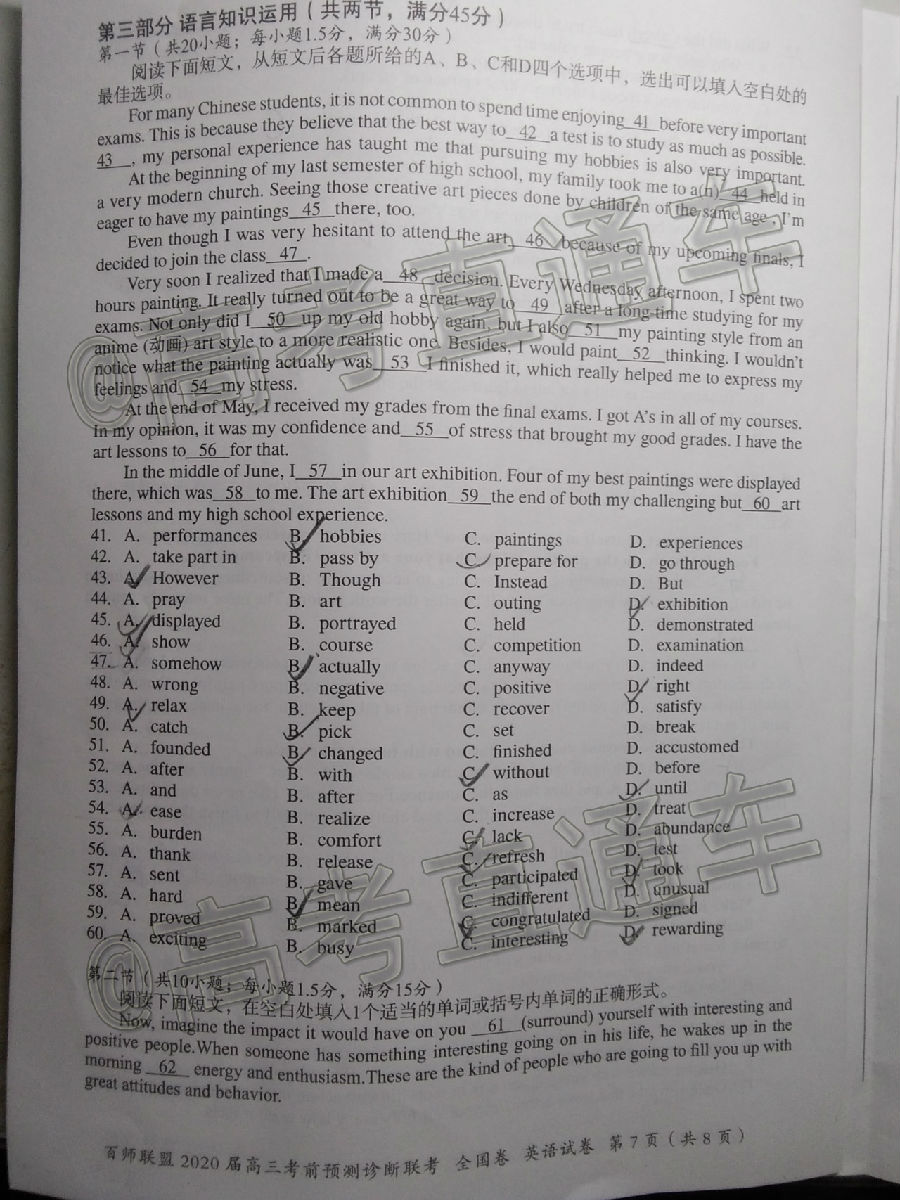 第三部分 语言知识运用（共两节，满分45分）
第一节（共20小题；每小题1.5分，满分30分）
阅读下面短文，从短文后各题所给的A、B、C和D四个选项中，选出可以填入空白处的
最佳选项。
For many Chinese students, it is not common to spend time enjoying 41 before very important
exams. This is because they believe that the best way to 42 a test is to study as much as possible.
43 , my personal experience has taught me that pursuing my hobbies is also very important.
At the beginning of my last semester of high school, my family took me to a(n) 44 held in
a very modern church. Seeing those creative art pieces done by children of the same age , I'm
eager to have my paintings 45 there, too.
Even though I was very hesitant to attend the art 46 because of my upcoming finals, I
decided to join the class 47 .
Very soon I realized that I made a 48 decision. Every Wednesday afternoon, I spent two
hours painting. It really turned out to be a great way to 49 after a long-time studying for my
exams. Not only did I 50 up my old hobby again, but I also 51 my painting style from an
anime (动画) art style to a more realistic one. Besides, I would paint 52 thinking. I wouldn't
notice what the painting actually was 53 I finished it, which really helped me to express my
feelings and 54 my stress.
At the end of May, I received my grades from the final exams. I got A's in all of my courses.
In my opinion, it was my confidence and 55 of stress that brought my good grades. I have the
art lessons to 56 for that.
In the middle of June, I 57 in our art exhibition. Four of my best paintings were displayed
there, which was 58 to me. The art exhibition 59 the end of both my challenging but 60 art
lessons and my high school experience.
41. A. performances B. hobbies C. paintings D. experiences
42. A. take part in B. pass by C. prepare for D. go through
43. A. However B. Though C. Instead D. But
44. A. pray B. art C. outing D. exhibition
45. A. displayed B. portrayed C. held D. demonstrated
46. A. show B. course C. competition D. examination
47. A. somehow B. actually C. anyway D. indeed
48. A. wrong B. negative C. positive D. right
49. A. relax B. keep C. recover D. satisfy
50. A. catch B. pick C. set D. break
51. A. founded B. changed C. finished D. accustomed
52. A. after B. with C. without D. before
53. A. and B. after C. as D. until
54. A. ease B. realize C. increase D. treat
55. A. burden B. comfort C. lack D. abundance
56. A. thank B. release C. refresh D. test
57. A. sent B. gave C. participated D. took
58. A. hard B. mean C. indifferent D. unusual
59. A. proved B. marked C. congratulated D. signed
60. A. exciting B. busy C. interesting D. rewarding
第二节（共10小题；每小题1.5分，满分15分）
阅读下面短文，在空白处填入1个适当的单词或括号内单词的正确形式。
Now, imagine the impact it would have on you 61 (surround) yourself with interesting and
positive people.When someone has something interesting going on in his life, he wakes up in the
morning 62 energy and enthusiasm.These are the kind of people who are going to fill you up with
great attitudes and behavior.
百师联盟 2020 届高三考前预测诊断联考 全国卷 英语试卷 第 7 页（共 8 页）
@高考直通车
@高考直通车